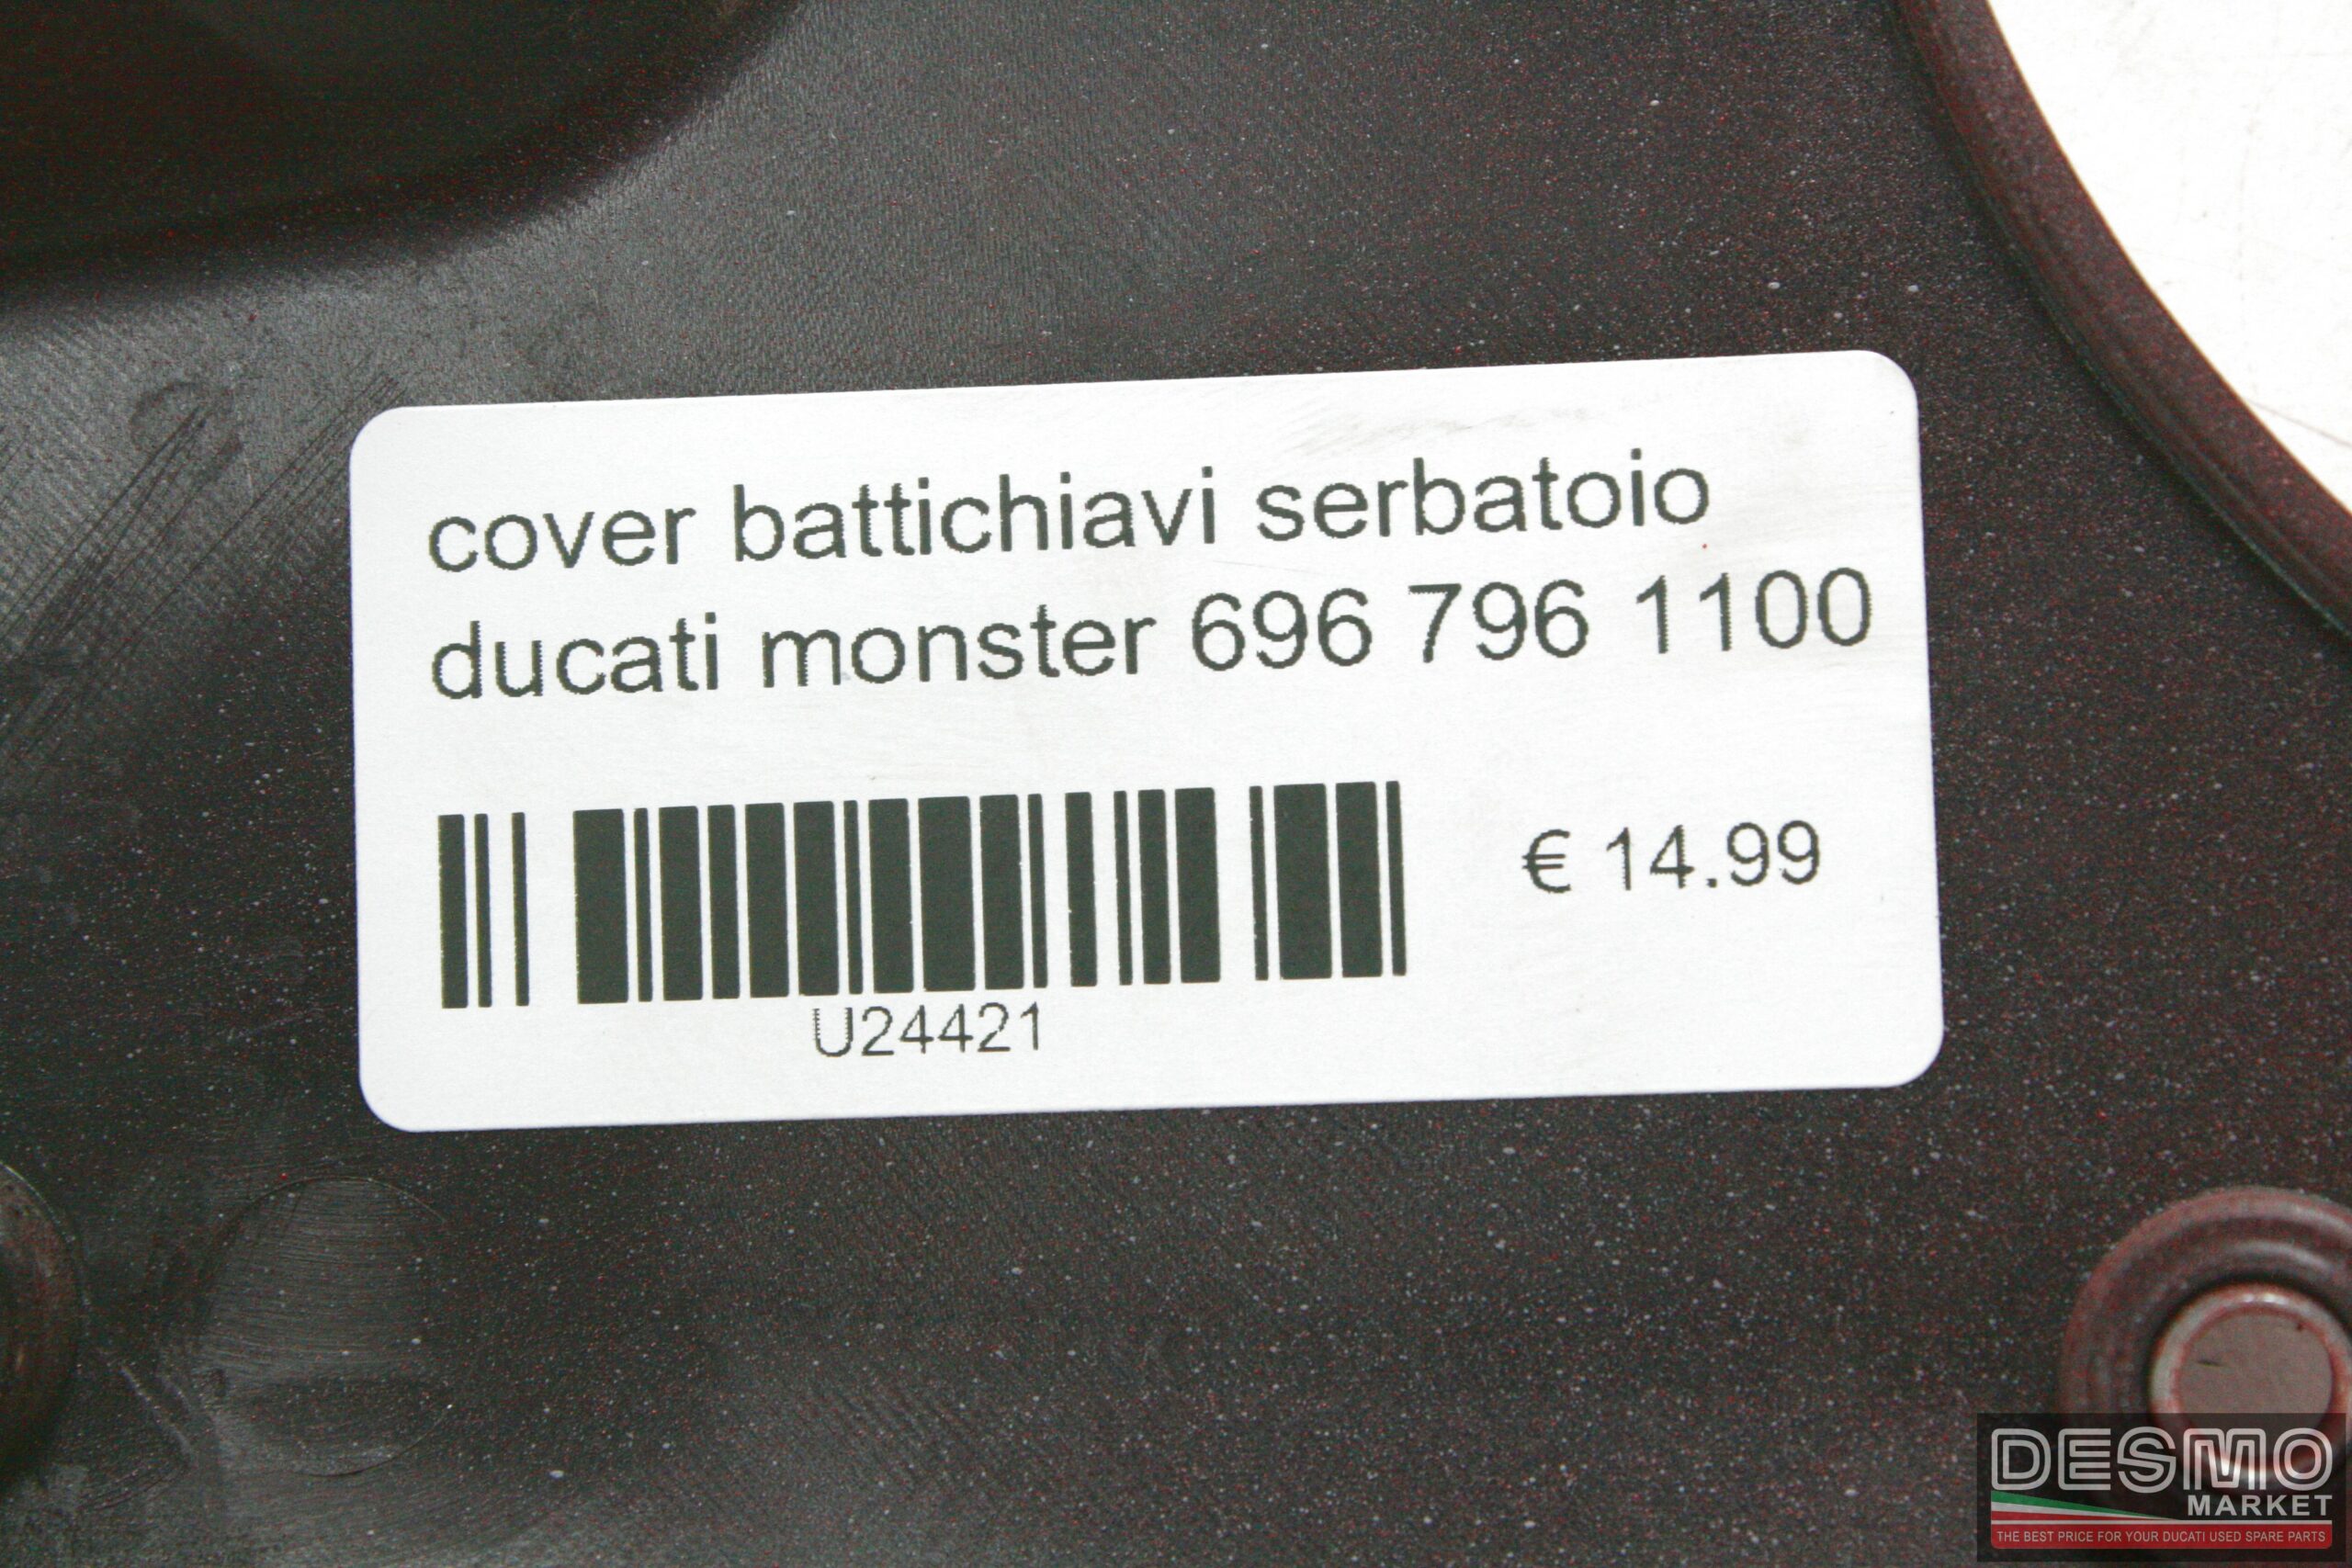 cover battichiavi serbatoio
ducati monster 696 796 1100
€ 14.99
U24421
DESMO
MARKET
THE BEST PRICE FOR YOUR DUCATI USED SPARE PARTS